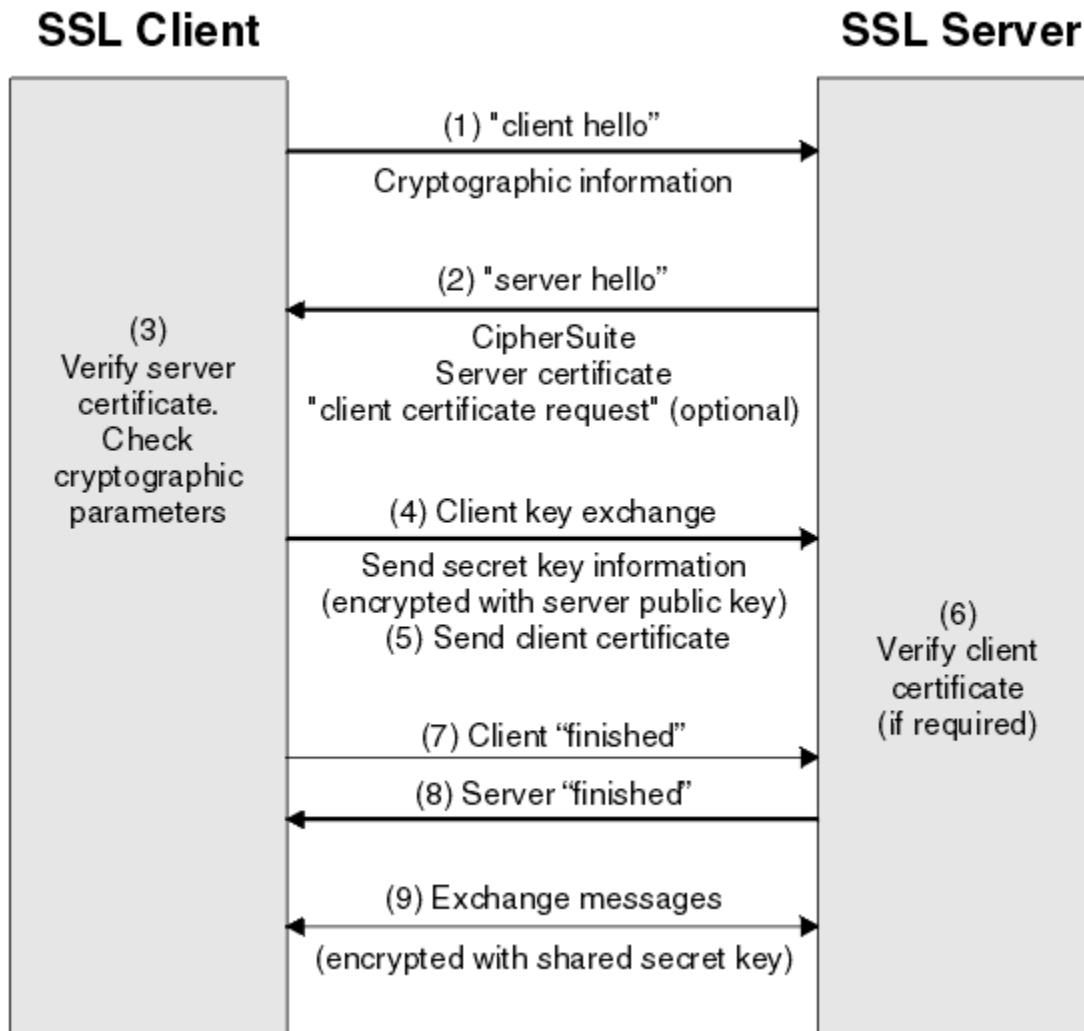 SSL Client
SSL Server
(1) "client hello”
Cryptographic information
(2) "server hello”
CipherSuite
Server certificate
"client certificate request" (optional)
(3)
Verify server
certificate.
Check
cryptographic
parameters
(4) Client key exchange
Send secret key information
(encrypted with server public key)
(5) Send client certificate
(6)
Verify client
certificate
(if required)
(7) Client “finished”
(8) Server “finished”
(9) Exchange messages
(encrypted with shared secret key)